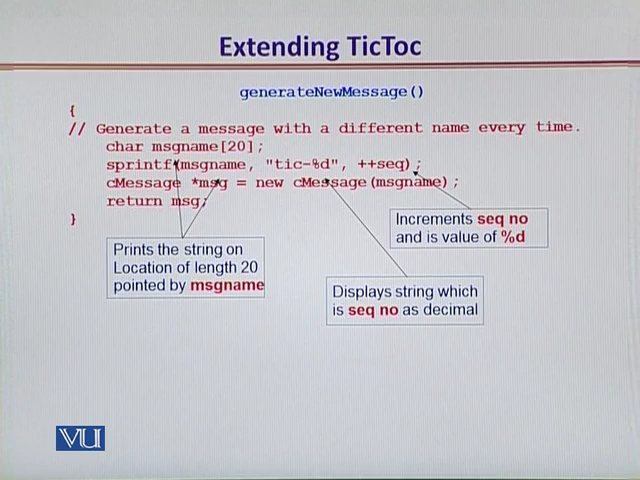 Extending TicToc
generateNewMessage()
{
// Generate a message with a different name every time.
char msgname[20];
sprintf(msgname, "tic-%d", ++seq);
cMessage *msg = new cMessage(msgname);
return msg;
}
Increments seq no
and is value of %d
Prints the string on
Location of length 20
pointed by msgname
Displays string which
is seq no as decimal
VU